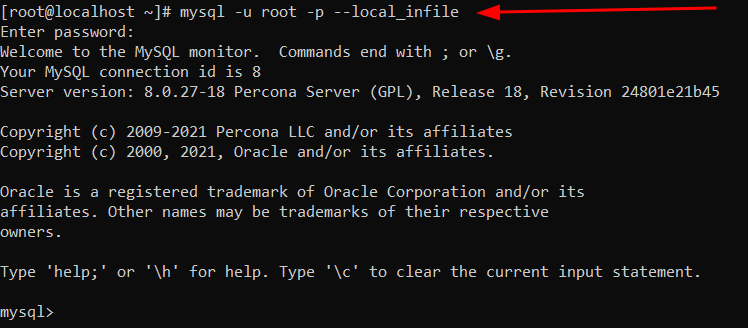 [root@localhost ~]# mysql -u root -p --local_infile
Enter password:
Welcome to the MySQL monitor.  Commands end with ; or \g.
Your MySQL connection id is 8
Server version: 8.0.27-18 Percona Server (GPL), Release 18, Revision 24801e21b45
Copyright (c) 2009-2021 Percona LLC and/or its affiliates
Copyright (c) 2000, 2021, Oracle and/or its affiliates.
Oracle is a registered trademark of Oracle Corporation and/or its
affiliates. Other names may be trademarks of their respective
owners.
Type 'help;' or '\h' for help. Type '\c' to clear the current input statement.
mysql>